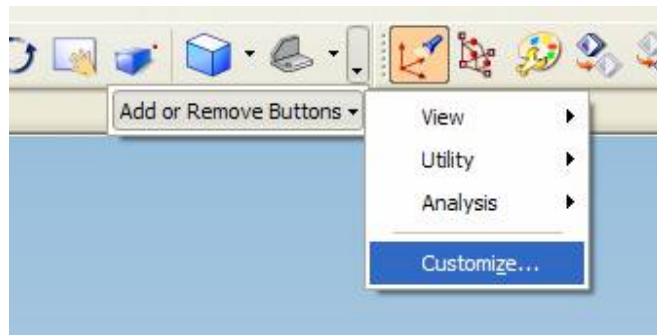 Add or Remove Buttons
View
Utility
Analysis
Customize...